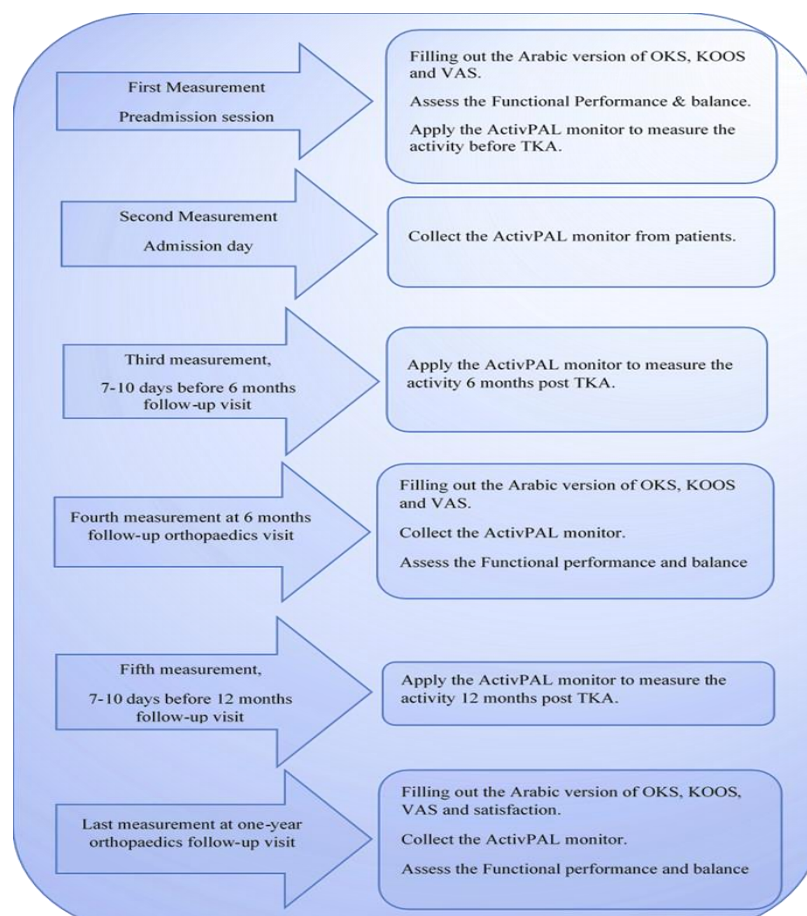 First Measurement
Preadmission session
Filling out the Arabic version of OKS, KOOS
and VAS.
Assess the Functional Performance & balance.
Apply the ActivPAL monitor to measure the
activity before TKA.
Second Measurement
Admission day
Collect the ActivPAL monitor from patients.
Third measurement,
7-10 days before 6 months
follow-up visit
Apply the ActivPAL monitor to measure the
activity 6 months post TKA.
Fourth measurement at 6 months
follow-up orthopaedics visit
Filling out the Arabic version of OKS, KOOS
and VAS.
Collect the ActivPAL monitor.
Assess the Functional performance and balance
Fifth measurement,
7-10 days before 12 months
follow-up visit
Apply the ActivPAL monitor to measure the
activity 12 months post TKA.
Last measurement at one-year
orthopaedics follow-up visit
Filling out the Arabic version of OKS, KOOS,
VAS and satisfaction.
Collect the ActivPAL monitor.
Assess the Functional performance and balance